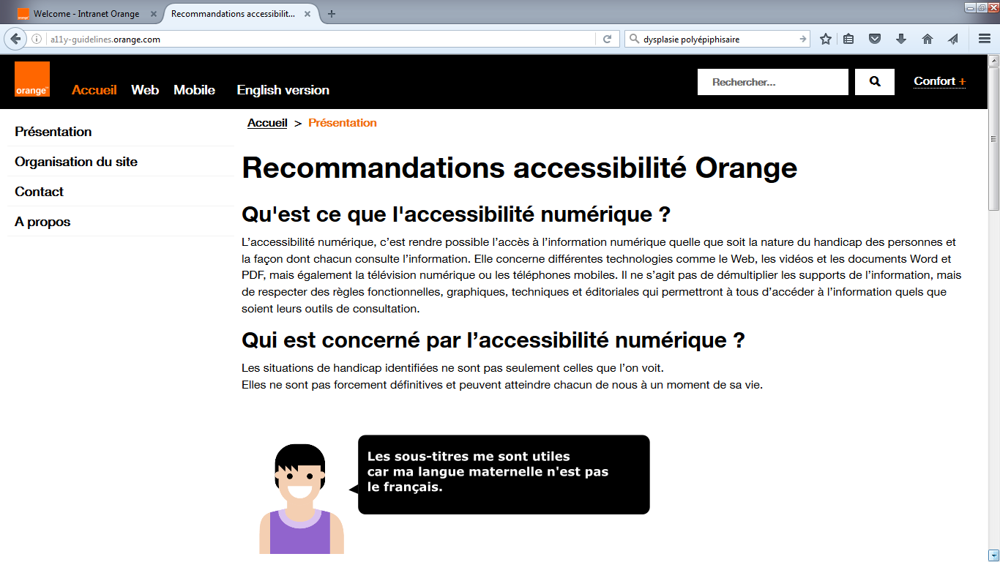 Welcome - Intranet Orange
Recommandations accessibilit...
a11y-guidelines.orange.com
dysplasie polyépiphisaire
orange™
Accueil Web Mobile English version
Rechercher...
Confort +
Présentation
Organisation du site
Contact
A propos
Accueil > Présentation
Recommandations accessibilité Orange
Qu'est ce que l'accessibilité numérique ?
L’accessibilité numérique, c’est rendre possible l’accès à l’information numérique quelle que soit la nature du handicap des personnes et
la façon dont chacun consulte l’information. Elle concerne différentes technologies comme le Web, les vidéos et les documents Word et
PDF, mais également la télévision numérique ou les téléphones mobiles. Il ne s’agit pas de démultiplier les supports de l’information, mais
de respecter des règles fonctionnelles, graphiques, techniques et éditoriales qui permettront à tous d’accéder à l’information quels que
soient leurs outils de consultation.
Qui est concerné par l’accessibilité numérique ?
Les situations de handicap identifiées ne sont pas seulement celles que l’on voit.
Elles ne sont pas forcement définitives et peuvent atteindre chacun de nous à un moment de sa vie.
Les sous-titres me sont utiles
car ma langue maternelle n'est pas
le français.